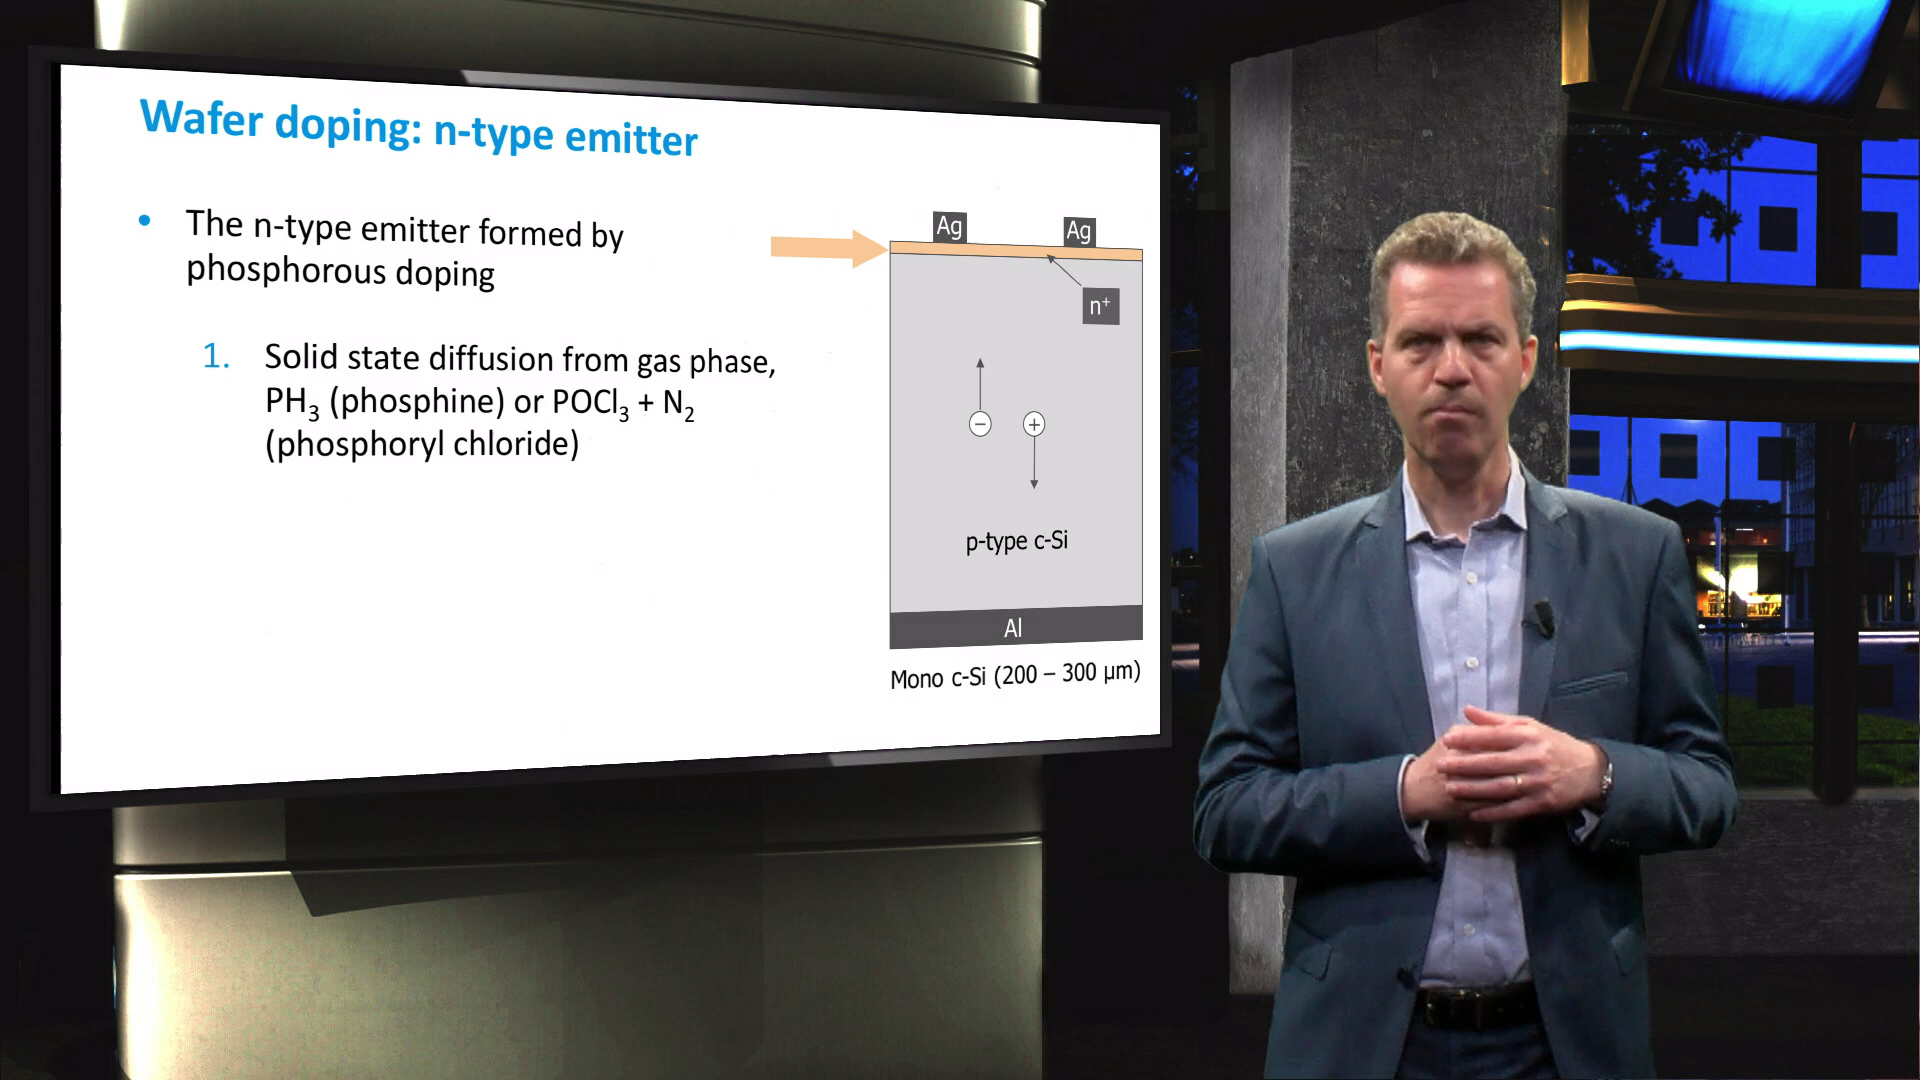 Wafer doping: n-type emitter
• The n-type emitter formed by
phosphorous doping
1. Solid state diffusion from gas phase,
PH₃ (phosphine) or POCl₃ + N₂
(phosphoryl chloride)
Ag
Ag
n⁺
−
+
p-type c-Si
Al
Mono c-Si (200 – 300 µm)